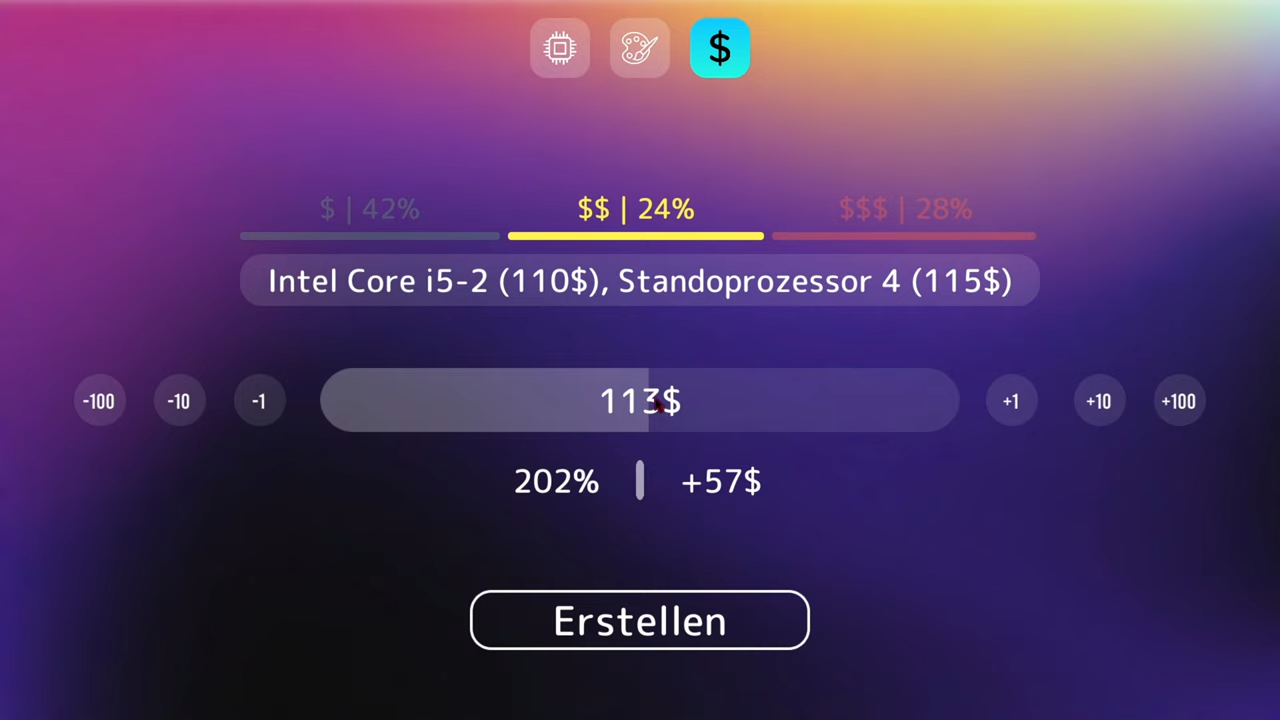 $
$ | 42%
$$ | 24%
$$$ | 28%
Intel Core i5-2 (110$), Standoprozessor 4 (115$)
-100
-10
-1
113$
+1
+10
+100
202%
+57$
Erstellen